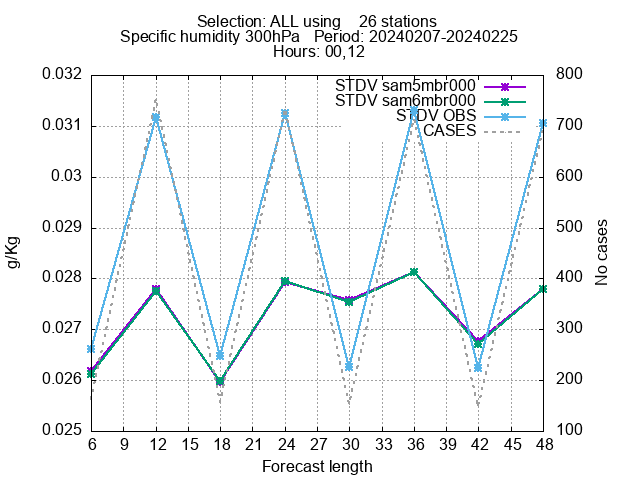 Selection: ALL using    26 stations
Specific humidity 300hPa   Period: 20240207-20240225
Hours: 00,12
0.032
0.031
0.03
0.029
0.028
0.027
0.026
0.025
g/Kg
STDV sam5mbr000
STDV sam6mbr000
STDV OBS
CASES
800
700
600
500
400
300
200
100
No cases
6 9 12 15 18 21 24 27 30 33 36 39 42 45 48
Forecast length